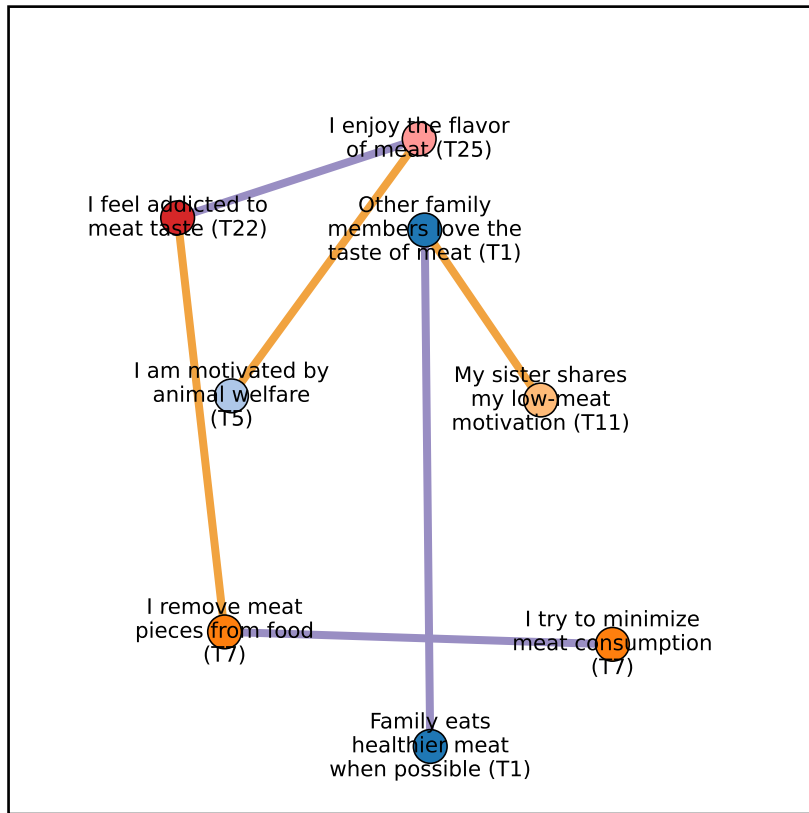 I enjoy the flavor
of meat (T25)
I feel addicted to
meat taste (T22)
Other family
members love the
taste of meat (T1)
I am motivated by
animal welfare
(T5)
My sister shares
my low-meat
motivation (T11)
I remove meat
pieces from food
(T7)
I try to minimize
meat consumption
(T7)
Family eats
healthier meat
when possible (T1)